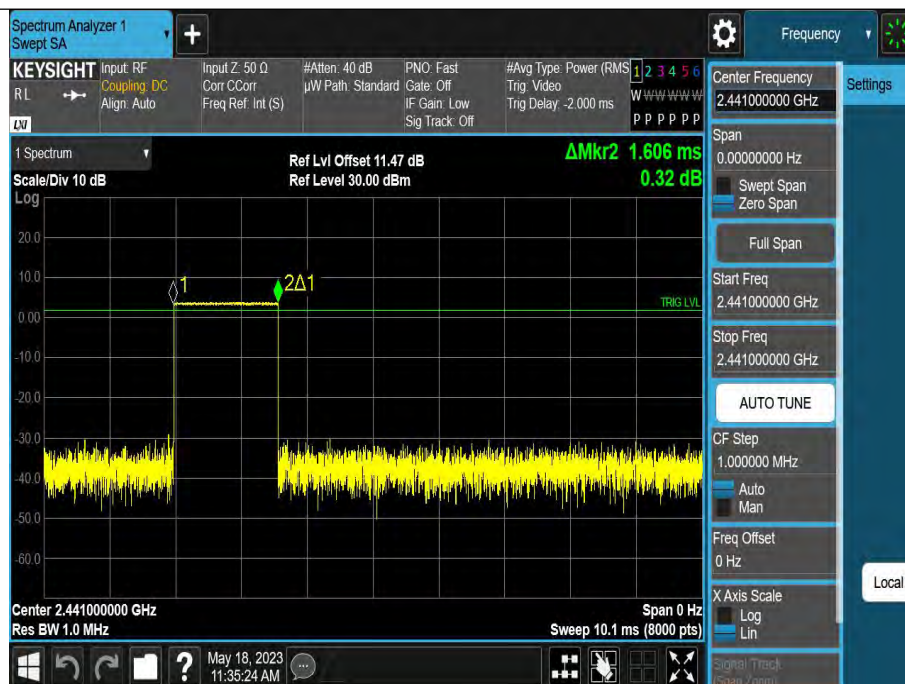 Spectrum Analyzer 1
Swept SA
+
Frequency
KEYSIGHT
RL
LXI
Input: RF
Coupling: DC
Align: Auto
Input Z: 50 Ω
Corr CCorr
Freq Ref: Int (S)
#Atten: 40 dB
µW Path: Standard
PNO: Fast
Gate: Off
IF Gain: Low
Sig Track: Off
#Avg Type: Power (RMS
Trig: Video
Trig Delay: -2.000 ms
1 2 3 4 5 6
W W W W W W
P P P P P P
1 Spectrum
Scale/Div 10 dB
Log
Ref Lvl Offset 11.47 dB
Ref Level 30.00 dBm
ΔMkr2 1.606 ms
0.32 dB
20.0
10.0
0.00
-10.0
-20.0
-30.0
-40.0
-50.0
-60.0
1
2Δ1
TRIG LVL
Center 2.441000000 GHz
Res BW 1.0 MHz
Span 0 Hz
Sweep 10.1 ms (8000 pts)
?
May 18, 2023
11:35:24 AM
Center Frequency
2.441000000 GHz
Span
0.00000000 Hz
Swept Span
Zero Span
Full Span
Start Freq
2.441000000 GHz
Stop Freq
2.441000000 GHz
AUTO TUNE
CF Step
1.000000 MHz
Auto
Man
Freq Offset
0 Hz
X Axis Scale
Log
Lin
Signal Track
(Span Zoom)
Settings
Local